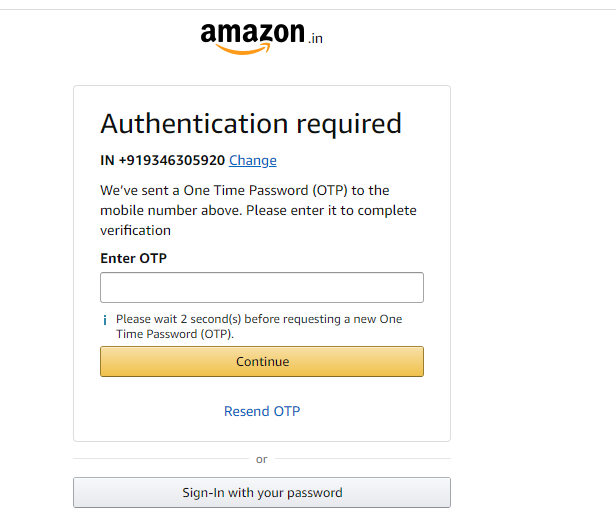 amazon.in
Authentication required
IN +919346305920 Change
We've sent a One Time Password (OTP) to the
mobile number above. Please enter it to complete
verification
Enter OTP
i Please wait 2 second(s) before requesting a new One
Time Password (OTP).
Continue
Resend OTP
or
Sign-In with your password